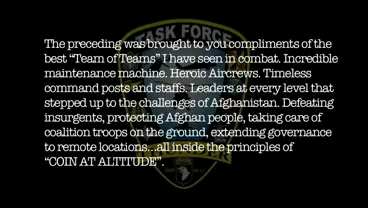 TASK FORCE
The preceding was brought to you compliments of the
best “Team of Teams” I have seen in combat. Incredible
maintenance machine. Heroic Aircrews. Timeless
command posts and staffs. Leaders at every level that
stepped up to the challenges of Afghanistan. Defeating
insurgents, protecting Afghan people, taking care of
coalition troops on the ground, extending governance
to remote locations...all inside the principles of
“COIN AT ALTITUDE”.